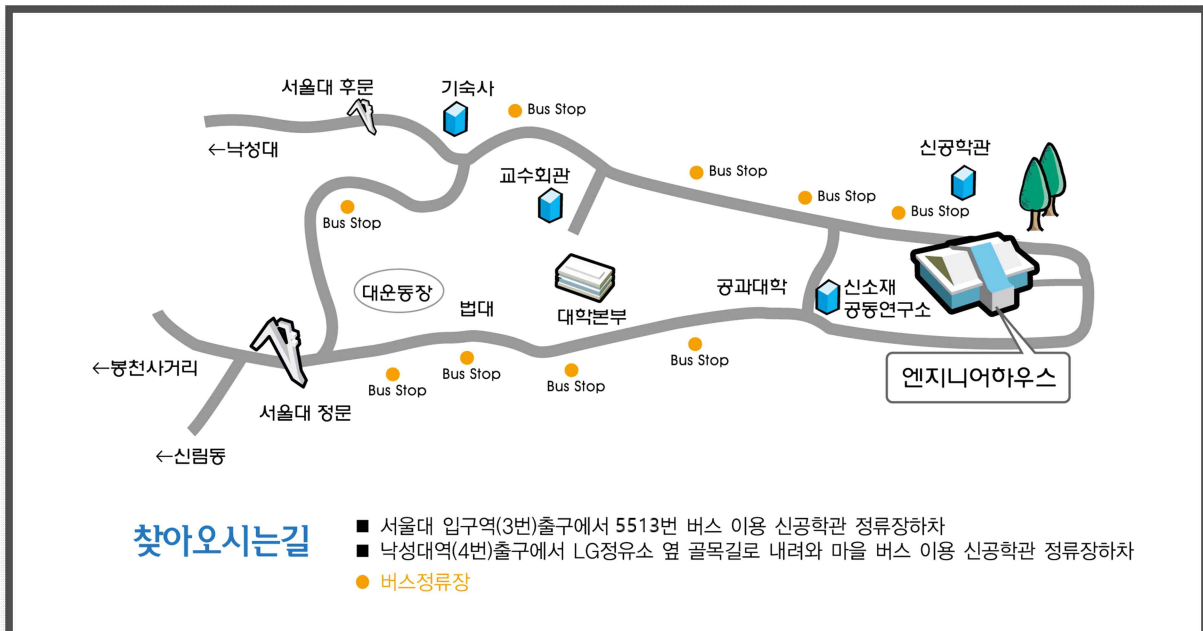 서울대 후문
기숙사
Bus Stop
←낙성대
교수회관
Bus Stop
신공학관
Bus Stop
Bus Stop
Bus Stop
대운동장
법대
대학본부
공과대학
신소재
공동연구소
←봉천사거리
Bus Stop
Bus Stop
Bus Stop
Bus Stop
엔지니어하우스
서울대 정문
←신림동
찾아오시는길
■ 서울대 입구역(3번)출구에서 5513번 버스 이용 신공학관 정류장하차
■ 낙성대역(4번)출구에서 LG정유소 옆 골목길로 내려와 마을 버스 이용 신공학관 정류장하차
● 버스정류장